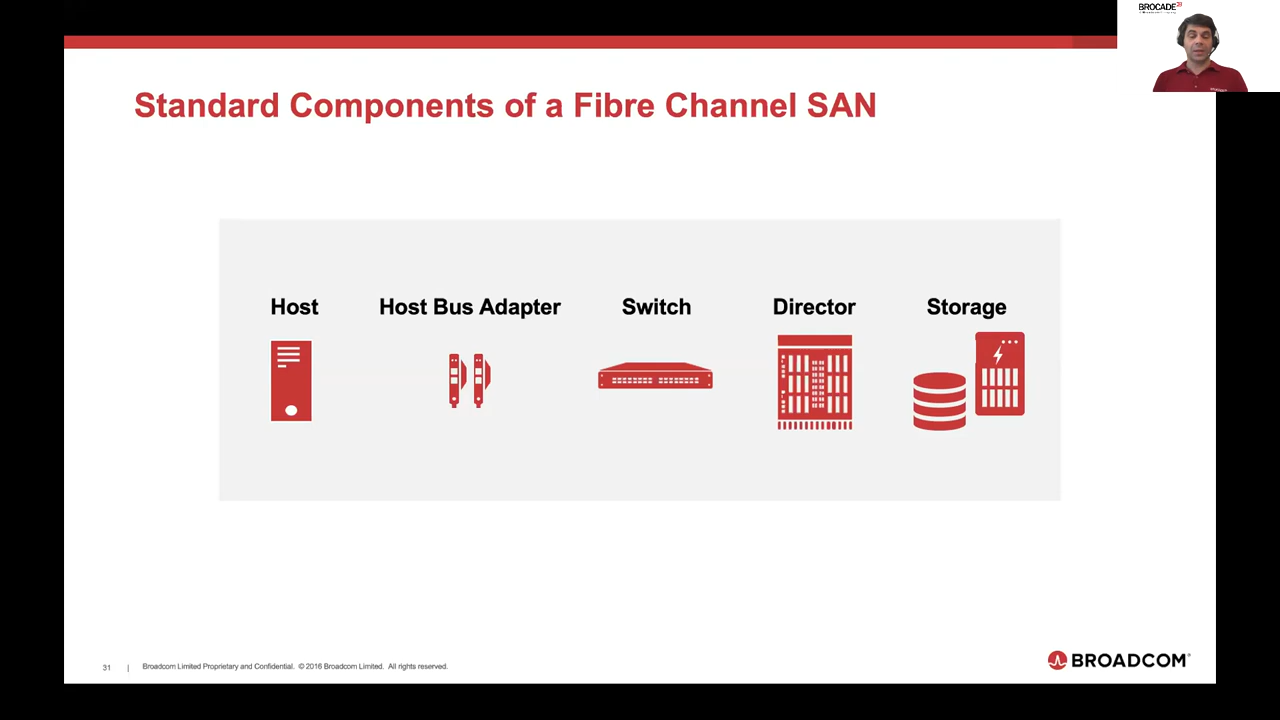 BROCADE
Standard Components of a Fibre Channel SAN
Host
Host Bus Adapter
Switch
Director
Storage
31 | Broadcom Limited Proprietary and Confidential. © 2016 Broadcom Limited. All rights reserved.
BROADCOM®